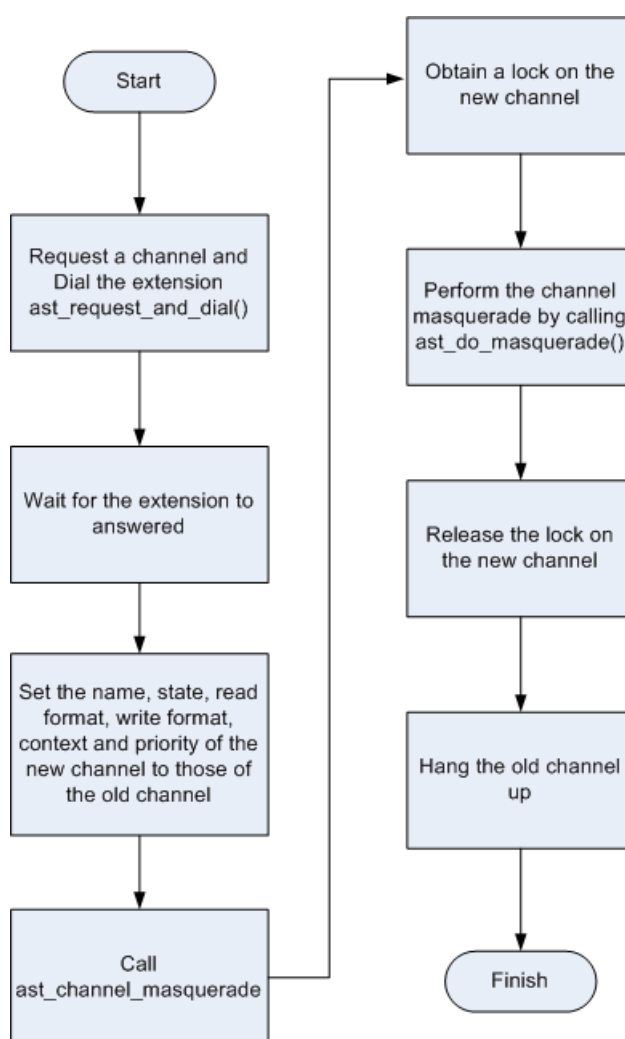 Start
Request a channel and
Dial the extension
ast_request_and_dial()
Wait for the extension to
answered
Set the name, state, read
format, write format,
context and priority of the
new channel to those of
the old channel
Call
ast_channel_masquerade
Obtain a lock on the
new channel
Perform the channel
masquerade by calling
ast_do_masquerade()
Release the lock on
the new channel
Hang the old channel
up
Finish